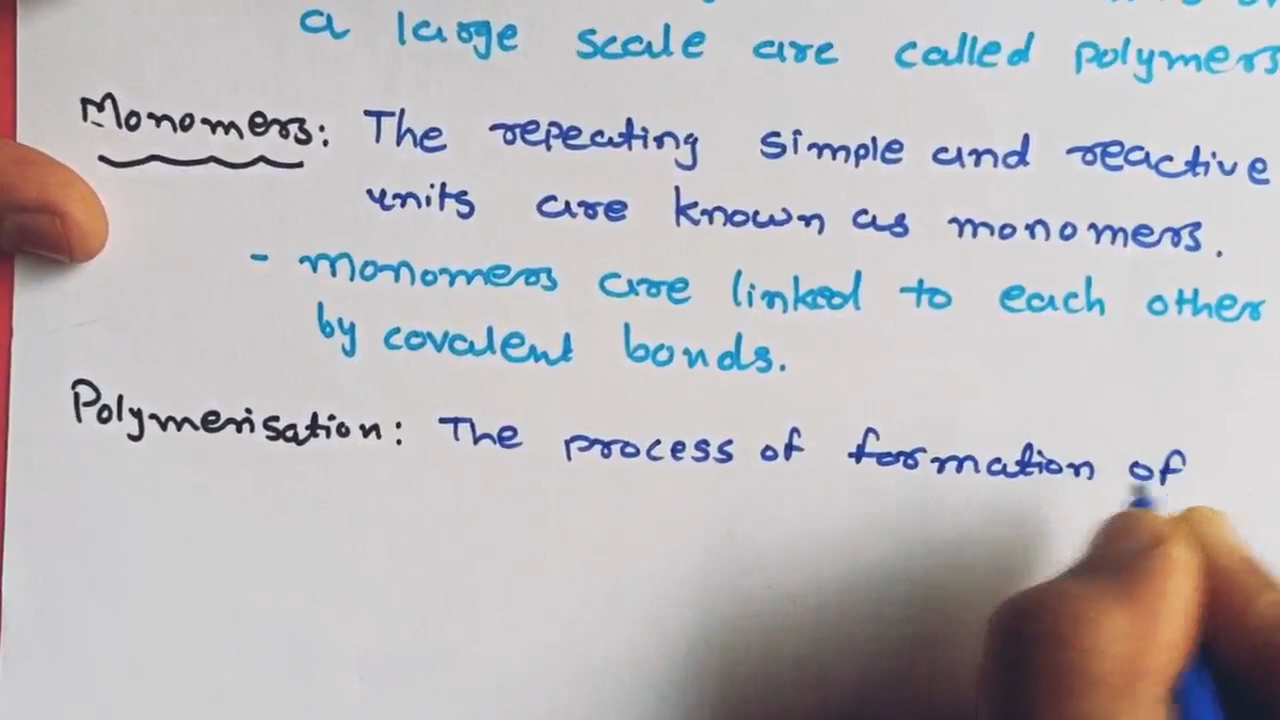 a large scale are called polymers
Monomers: The repeating simple and reactive
units are known as monomers.
- monomers are linked to each other
by covalent bonds.
Polymerisation: The process of formation of